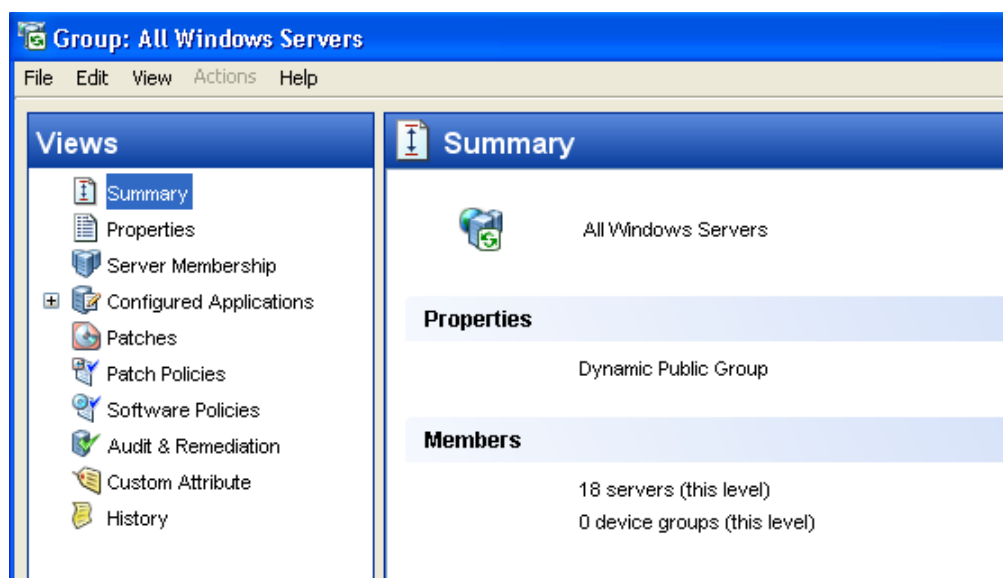 Group: All Windows Servers
File Edit View Actions Help
Views
Summary
Properties
Server Membership
Configured Applications
Patches
Patch Policies
Software Policies
Audit & Remediation
Custom Attribute
History
Summary
All Windows Servers
Properties
Dynamic Public Group
Members
18 servers (this level)
0 device groups (this level)